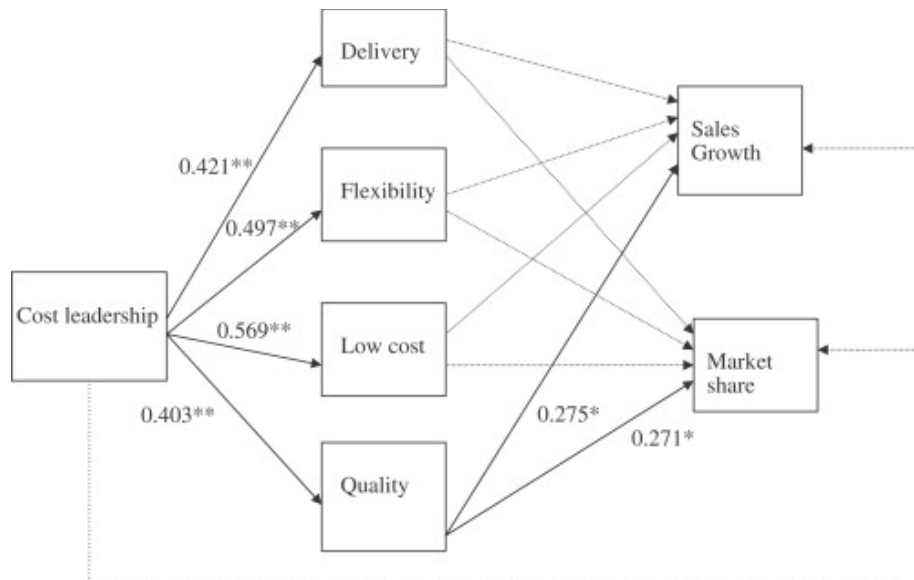 Delivery
Sales
Growth
0.421**
Flexibility
0.497**
Cost leadership
0.569**
Low cost
Market
share
0.403**
0.275*
0.271*
Quality